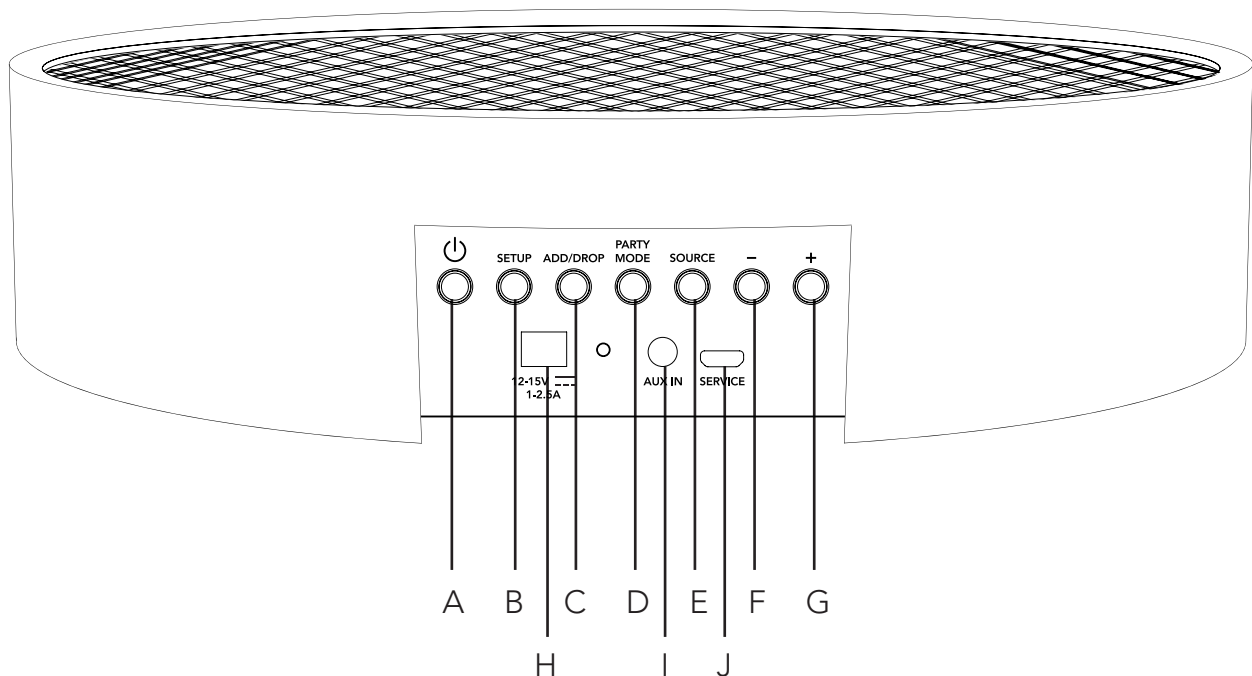 PARTY
SETUP ADD/DROP MODE SOURCE − +
12-15V
1-2.5A
AUX IN SERVICE
A B C D E F G
H I J